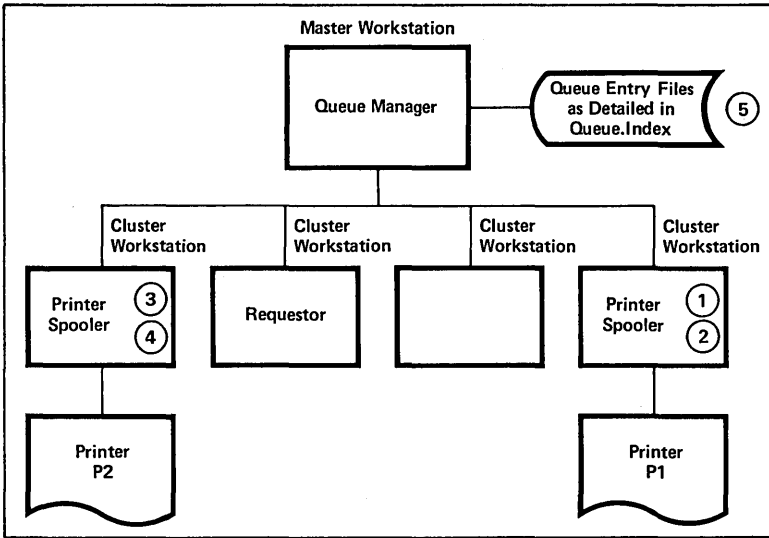 Master Workstation
Queue Manager
Queue Entry Files
as Detailed in
Queue.Index
5
Cluster
Workstation
Cluster
Workstation
Cluster
Workstation
Cluster
Workstation
Printer
Spooler
3
4
Requestor
Printer
Spooler
1
2
Printer
P2
Printer
P1